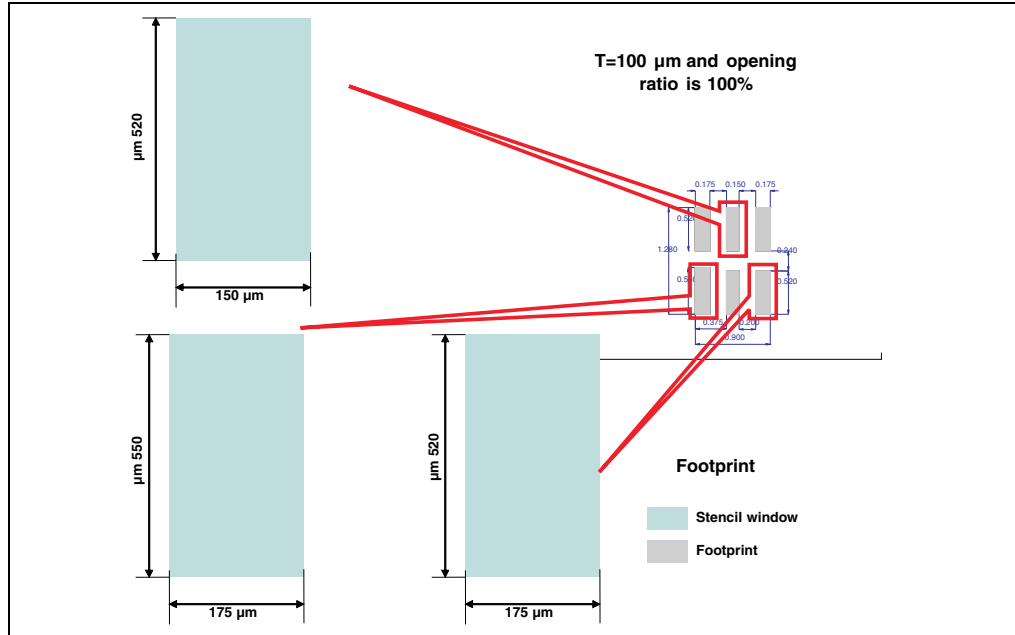 T=100 µm and opening
ratio is 100%
µm 520
150 µm
0.175
0.150
0.175
1.280
0.240
0.520
0.375
0.200
0.900
µm 550
175 µm
µm 520
175 µm
Footprint
Stencil window
Footprint